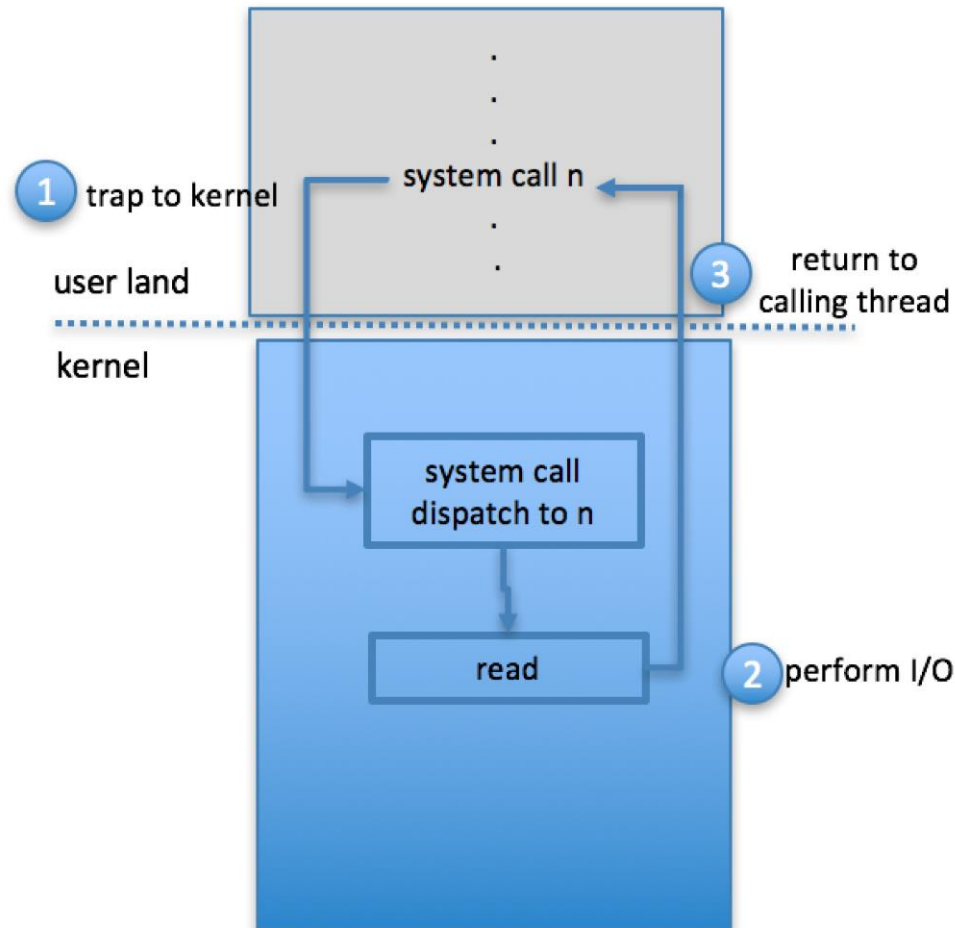 .
.
.
system call n
1 trap to kernel
.
.
3
return to
calling thread
user land
kernel
system call
dispatch to n
read
2 perform I/O